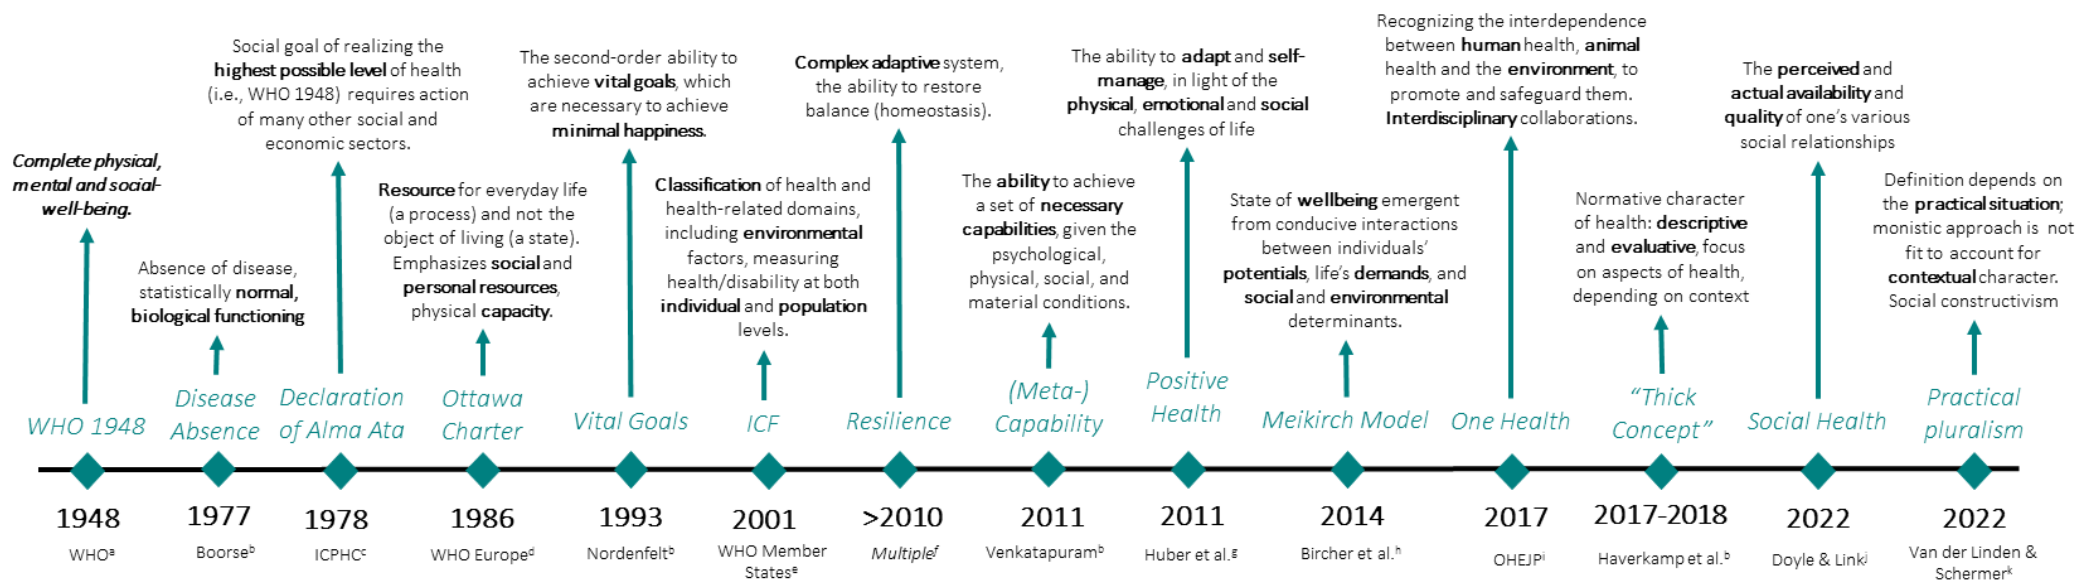 Complete physical,
mental and social-
well-being.
WHO 1948
1948
WHOᵃ
Absence of disease,
statistically normal,
biological functioning
Disease
Absence
1977
Boorseᵇ
Social goal of realizing the
highest possible level of health
(i.e., WHO 1948) requires action
of many other social and
economic sectors.
Declaration
of Alma Ata
1978
ICPHCᶜ
Resource for everyday life
(a process) and not the
object of living (a state).
Emphasizes social and
personal resources,
physical capacity.
Ottawa
Charter
1986
WHO Europeᵈ
The second-order ability to
achieve vital goals, which
are necessary to achieve
minimal happiness.
Vital Goals
1993
Nordenfeltᵇ
Classification of health and
health-related domains,
including environmental
factors, measuring
health/disability at both
individual and population
levels.
ICF
2001
WHO Member
Statesᵉ
Complex adaptive system,
the ability to restore
balance (homeostasis).
Resilience
>2010
Multipleᶠ
The ability to achieve
a set of necessary
capabilities, given the
psychological,
physical, social, and
material conditions.
(Meta-)
Capability
2011
Venkatapuramᵇ
The ability to adapt and self-
manage, in light of the
physical, emotional and social
challenges of life
Positive
Health
2011
Huber et al.ᵍ
State of wellbeing emergent
from conducive interactions
between individuals’
potentials, life’s demands, and
social and environmental
determinants.
Meikirch Model
2014
Bircher et al.ʰ
Recognizing the interdependence
between human health, animal
health and the environment, to
promote and safeguard them.
Interdisciplinary collaborations.
One Health
2017
OHEJPⁱ
Normative character
of health: descriptive
and evaluative, focus
on aspects of health,
depending on context
“Thick
Concept”
2017-2018
Haverkamp et al.ᵇ
The perceived and
actual availability and
quality of one’s various
social relationships
Social Health
2022
Doyle & Linkʲ
Definition depends on
the practical situation;
monistic approach is not
fit to account for
contextual character.
Social constructivism
Practical
pluralism
2022
Van der Linden &
Schermerᵏ